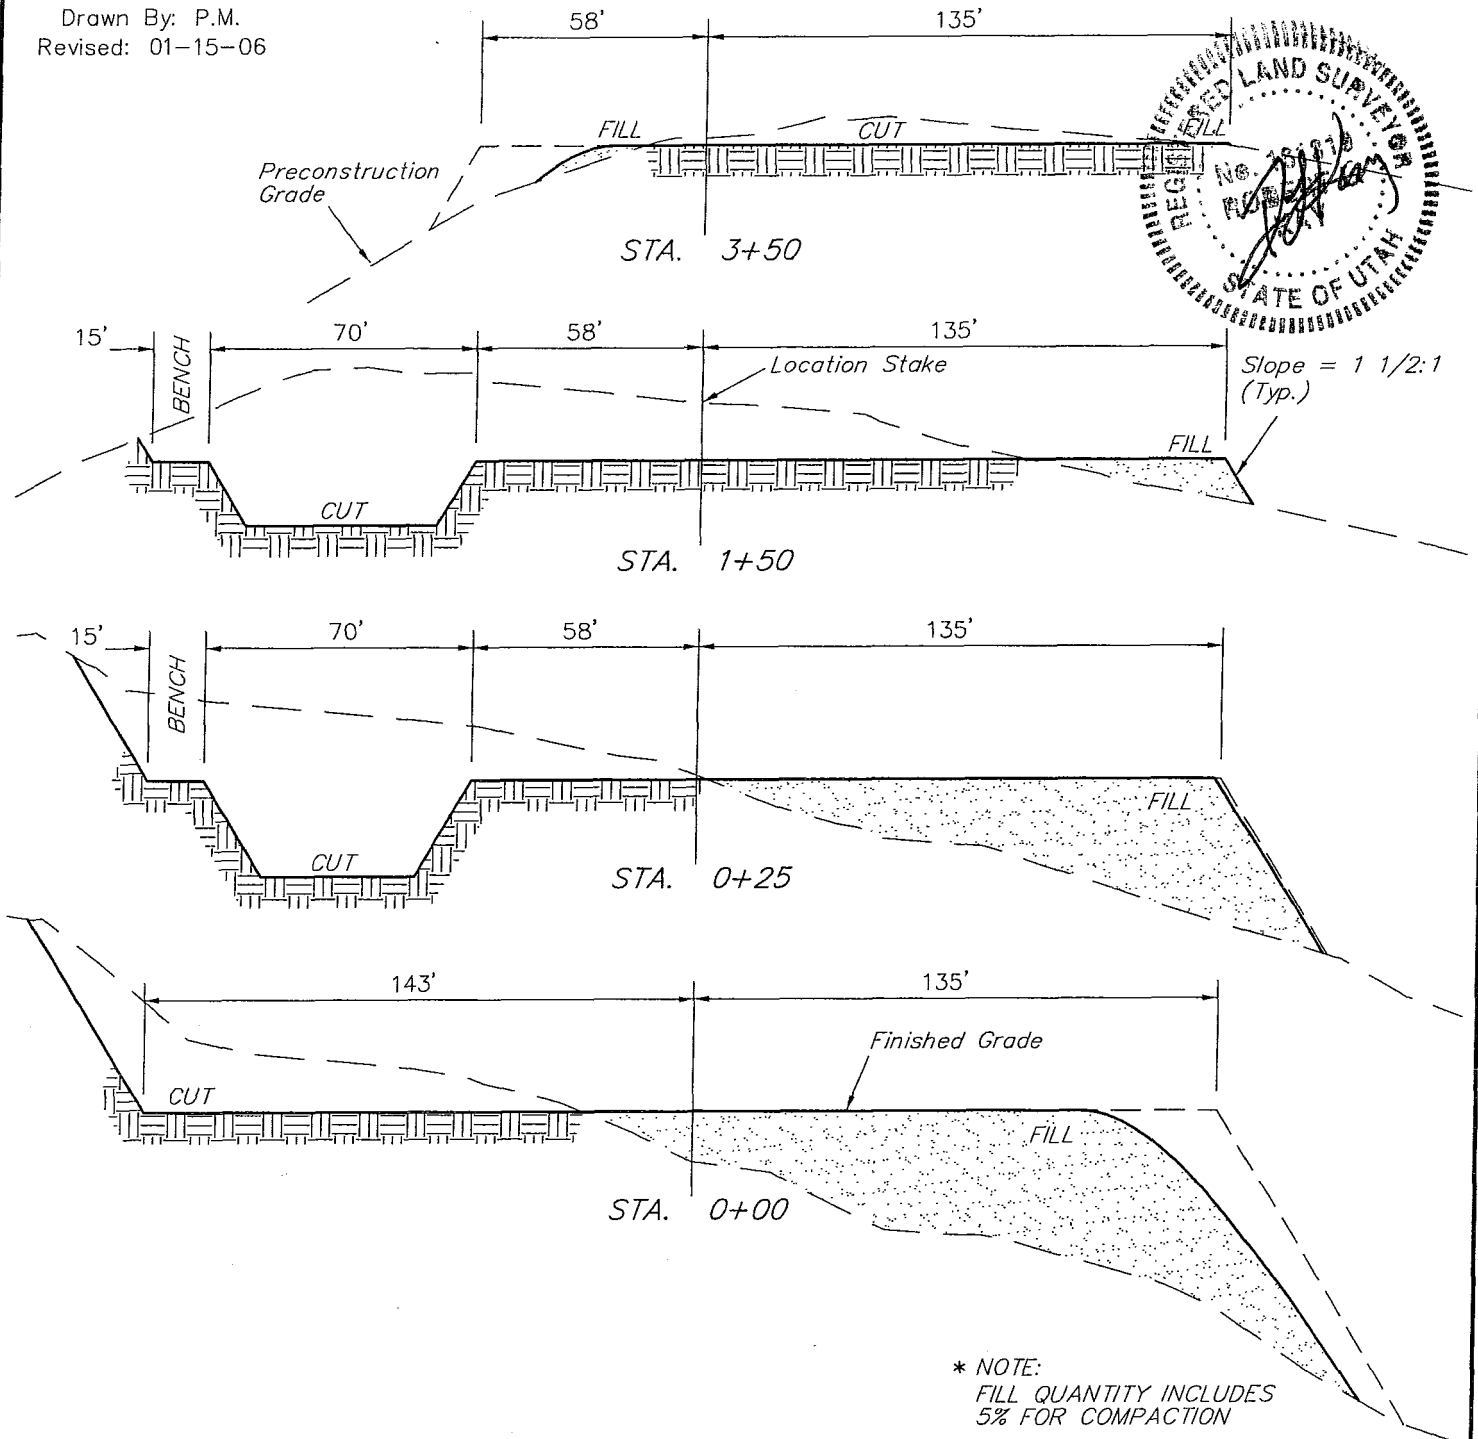 Drawn By: P.M.
Revised: 01-15-06
58' 135'
FILL CUT FILL
Preconstruction
Grade
STA. 3+50
REGISTERED LAND SURVEYOR
No.
STATE OF UTAH
15' BENCH 70' 58' 135'
Location Stake
Slope = 1 1/2:1
(Typ.)
FILL
CUT
STA. 1+50
15' BENCH 70' 58' 135'
FILL
CUT
STA. 0+25
143' 135'
Finished Grade
CUT
FILL
STA. 0+00
* NOTE:
FILL QUANTITY INCLUDES
5% FOR COMPACTION